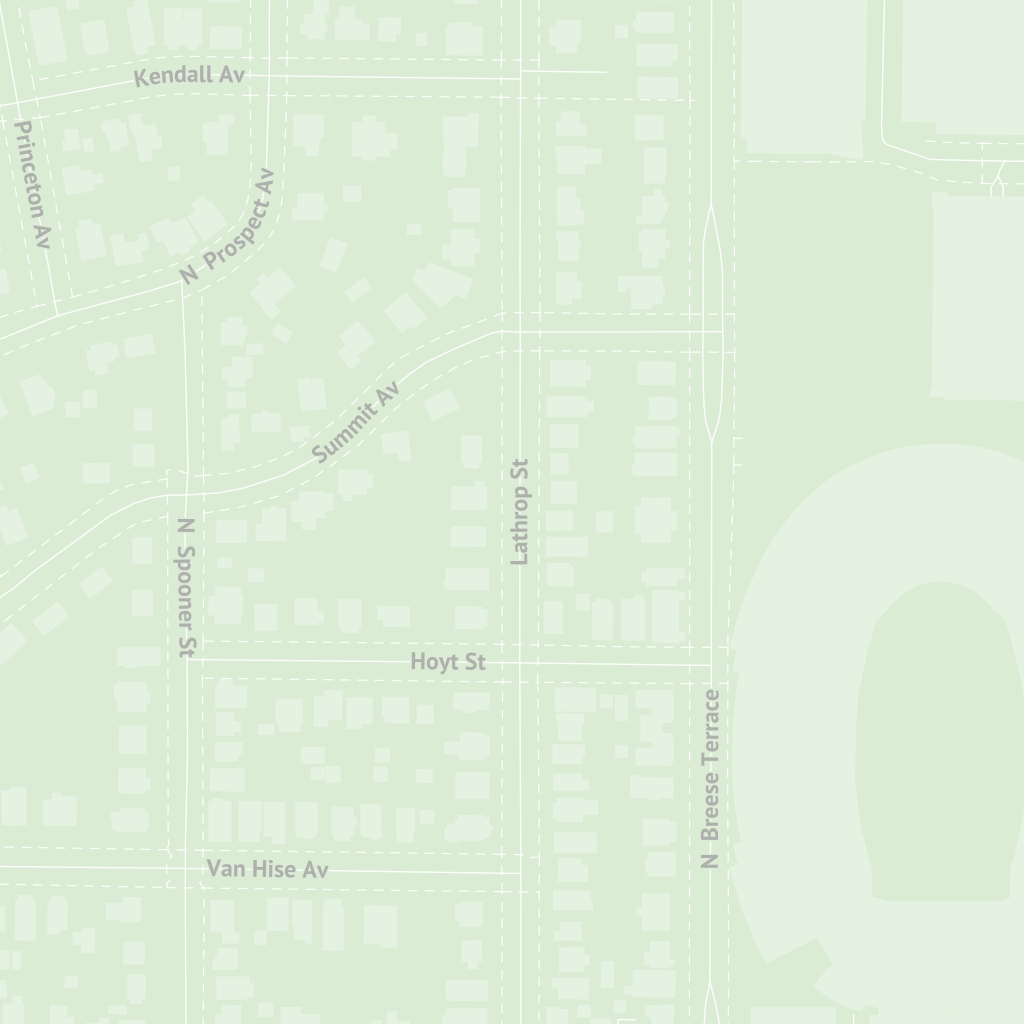 Kendall Av
Princeton Av
N Prospect Av
Summit Av
Lathrop St
N Spooner St
Hoyt St
N Breese Terrace
Van Hise Av